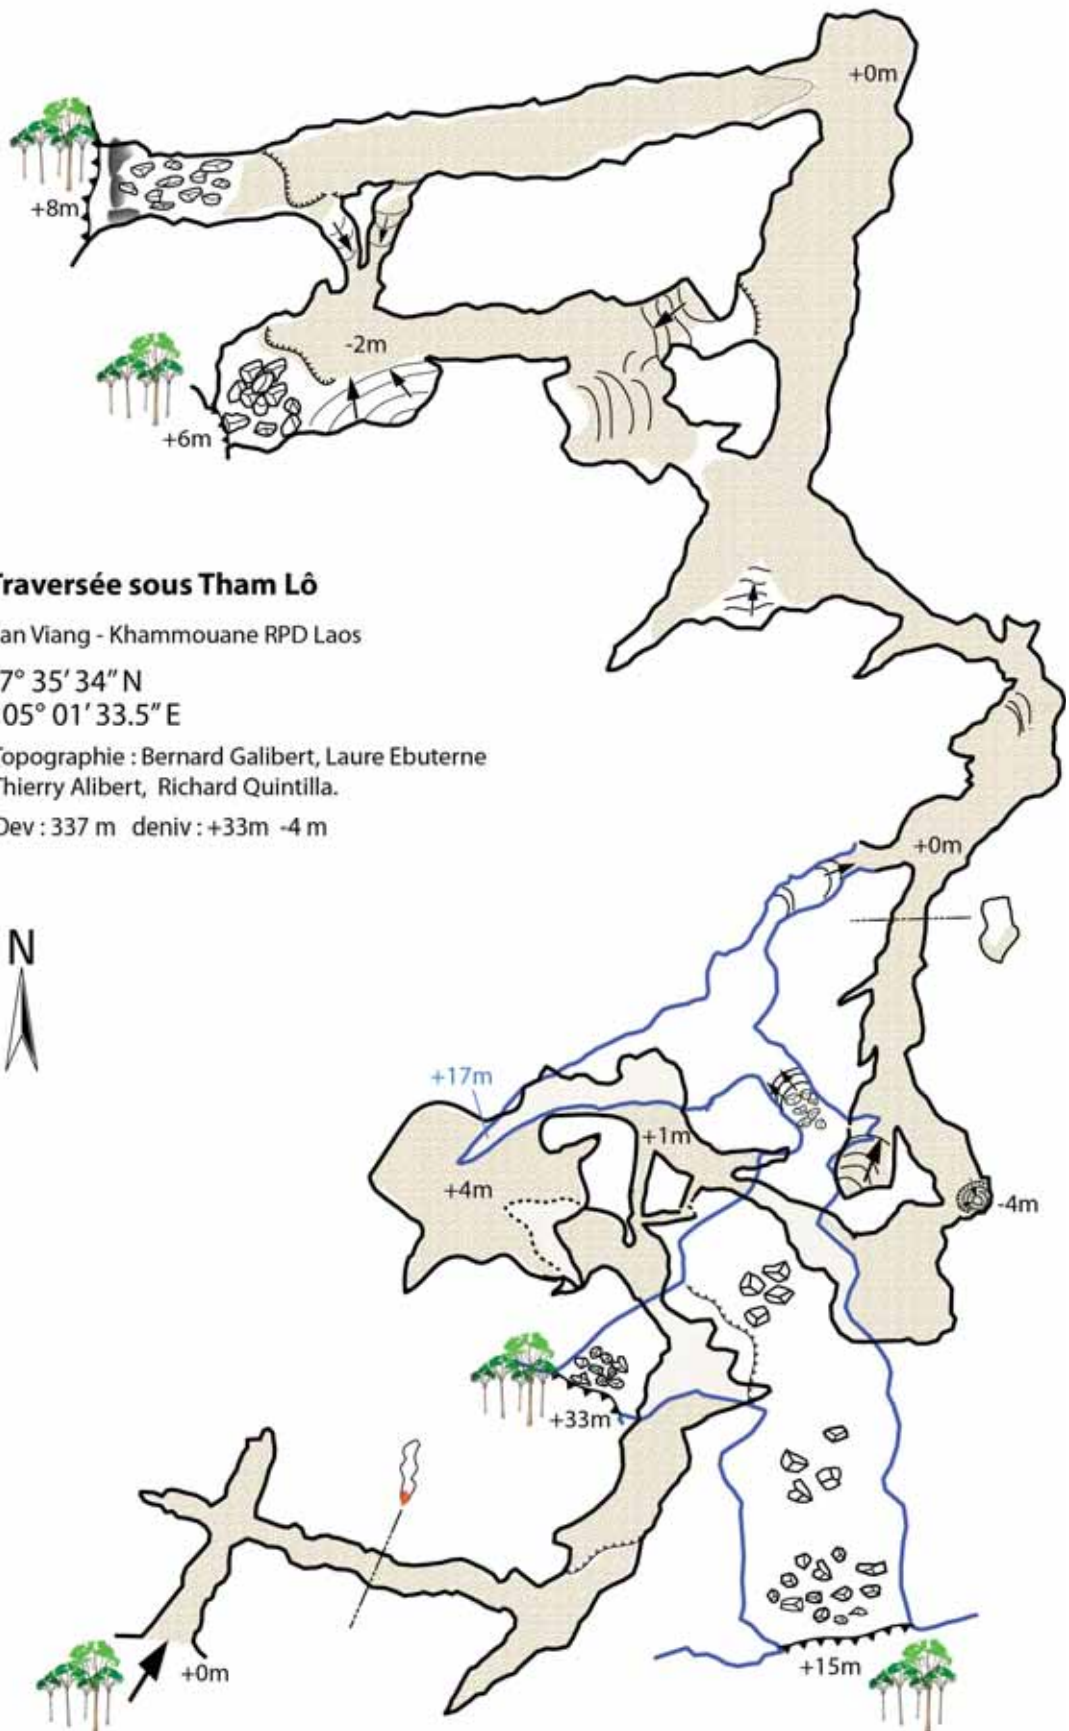 +0m
+8m
-2m
+6m
raversée sous Tham Lô
an Viang - Khammouane RPD Laos
7° 35' 34" N
05° 01' 33.5" E
Topographie : Bernard Galibert, Laure Ebuterne
Thierry Alibert, Richard Quintilla.
Dev : 337 m deniv : +33m -4 m
+0m
N
+17m
+1m
+4m
-4m
+33m
+15m
+0m